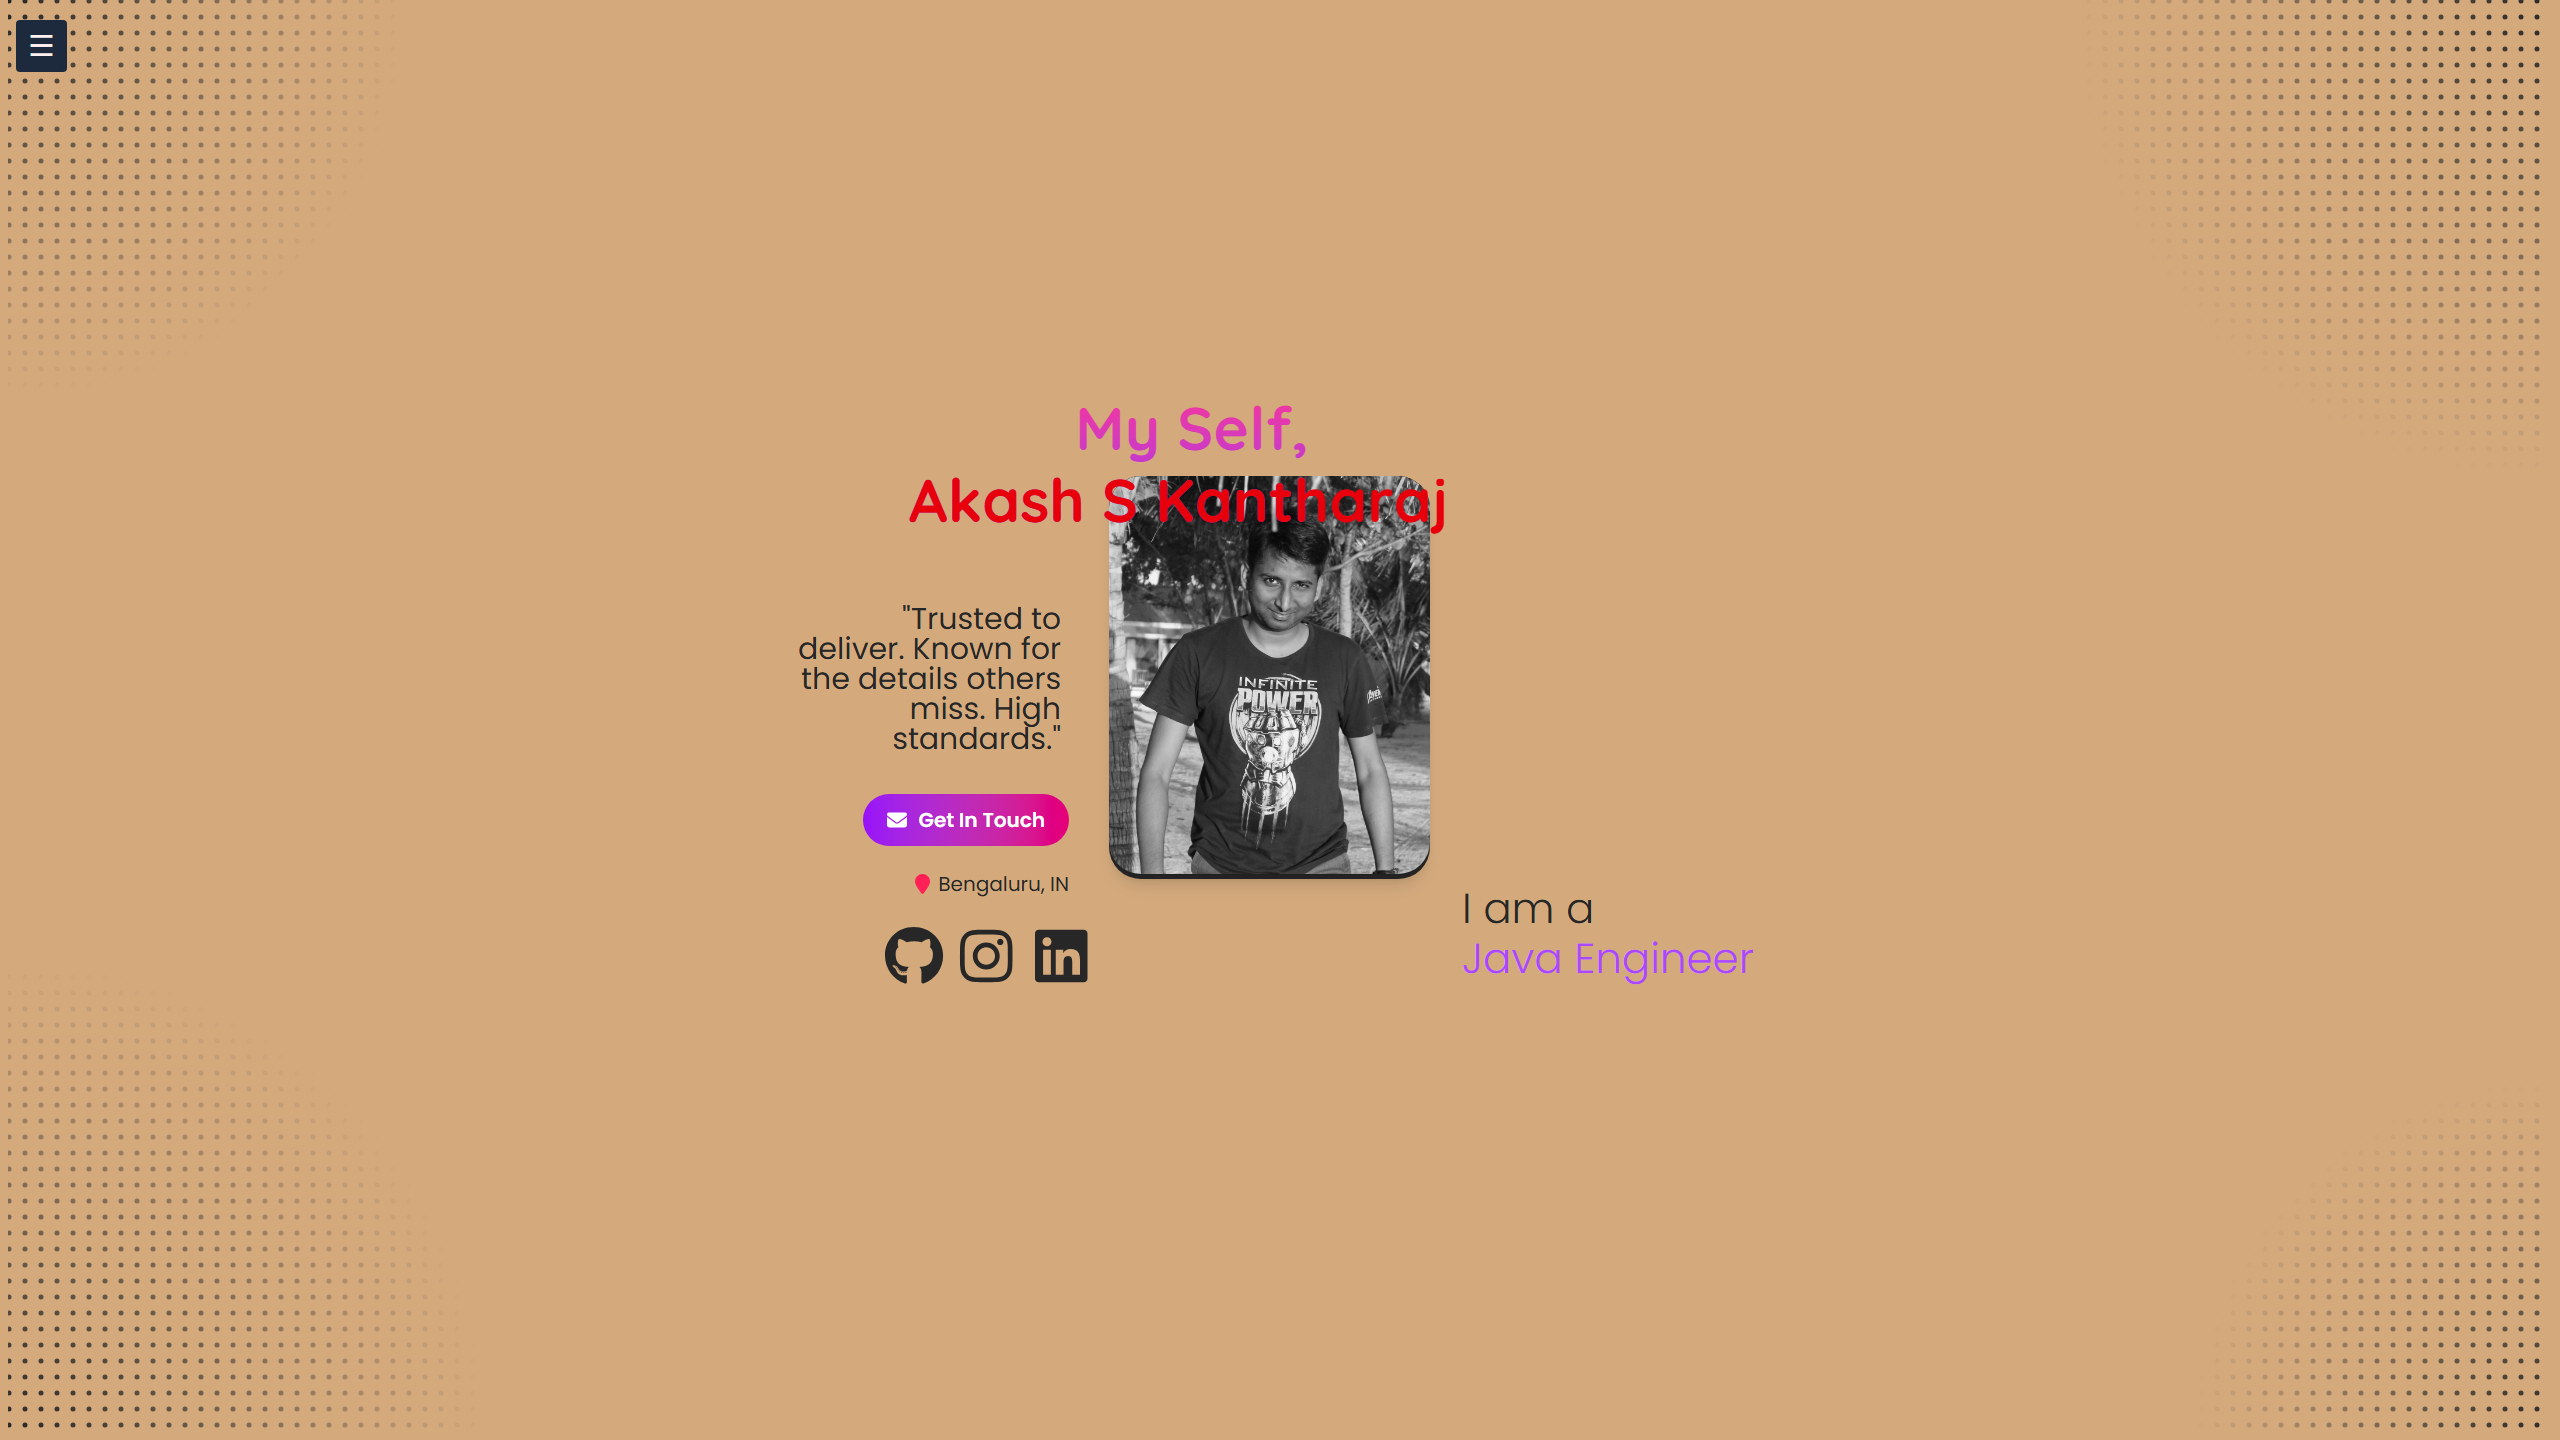 My Self,
Akash S Kantharaj
"Trusted to
deliver. Known for
the details others
miss. High
standards."
INFINITE
POWER
Get In Touch
Bengaluru, IN
I am a
Java Engineer